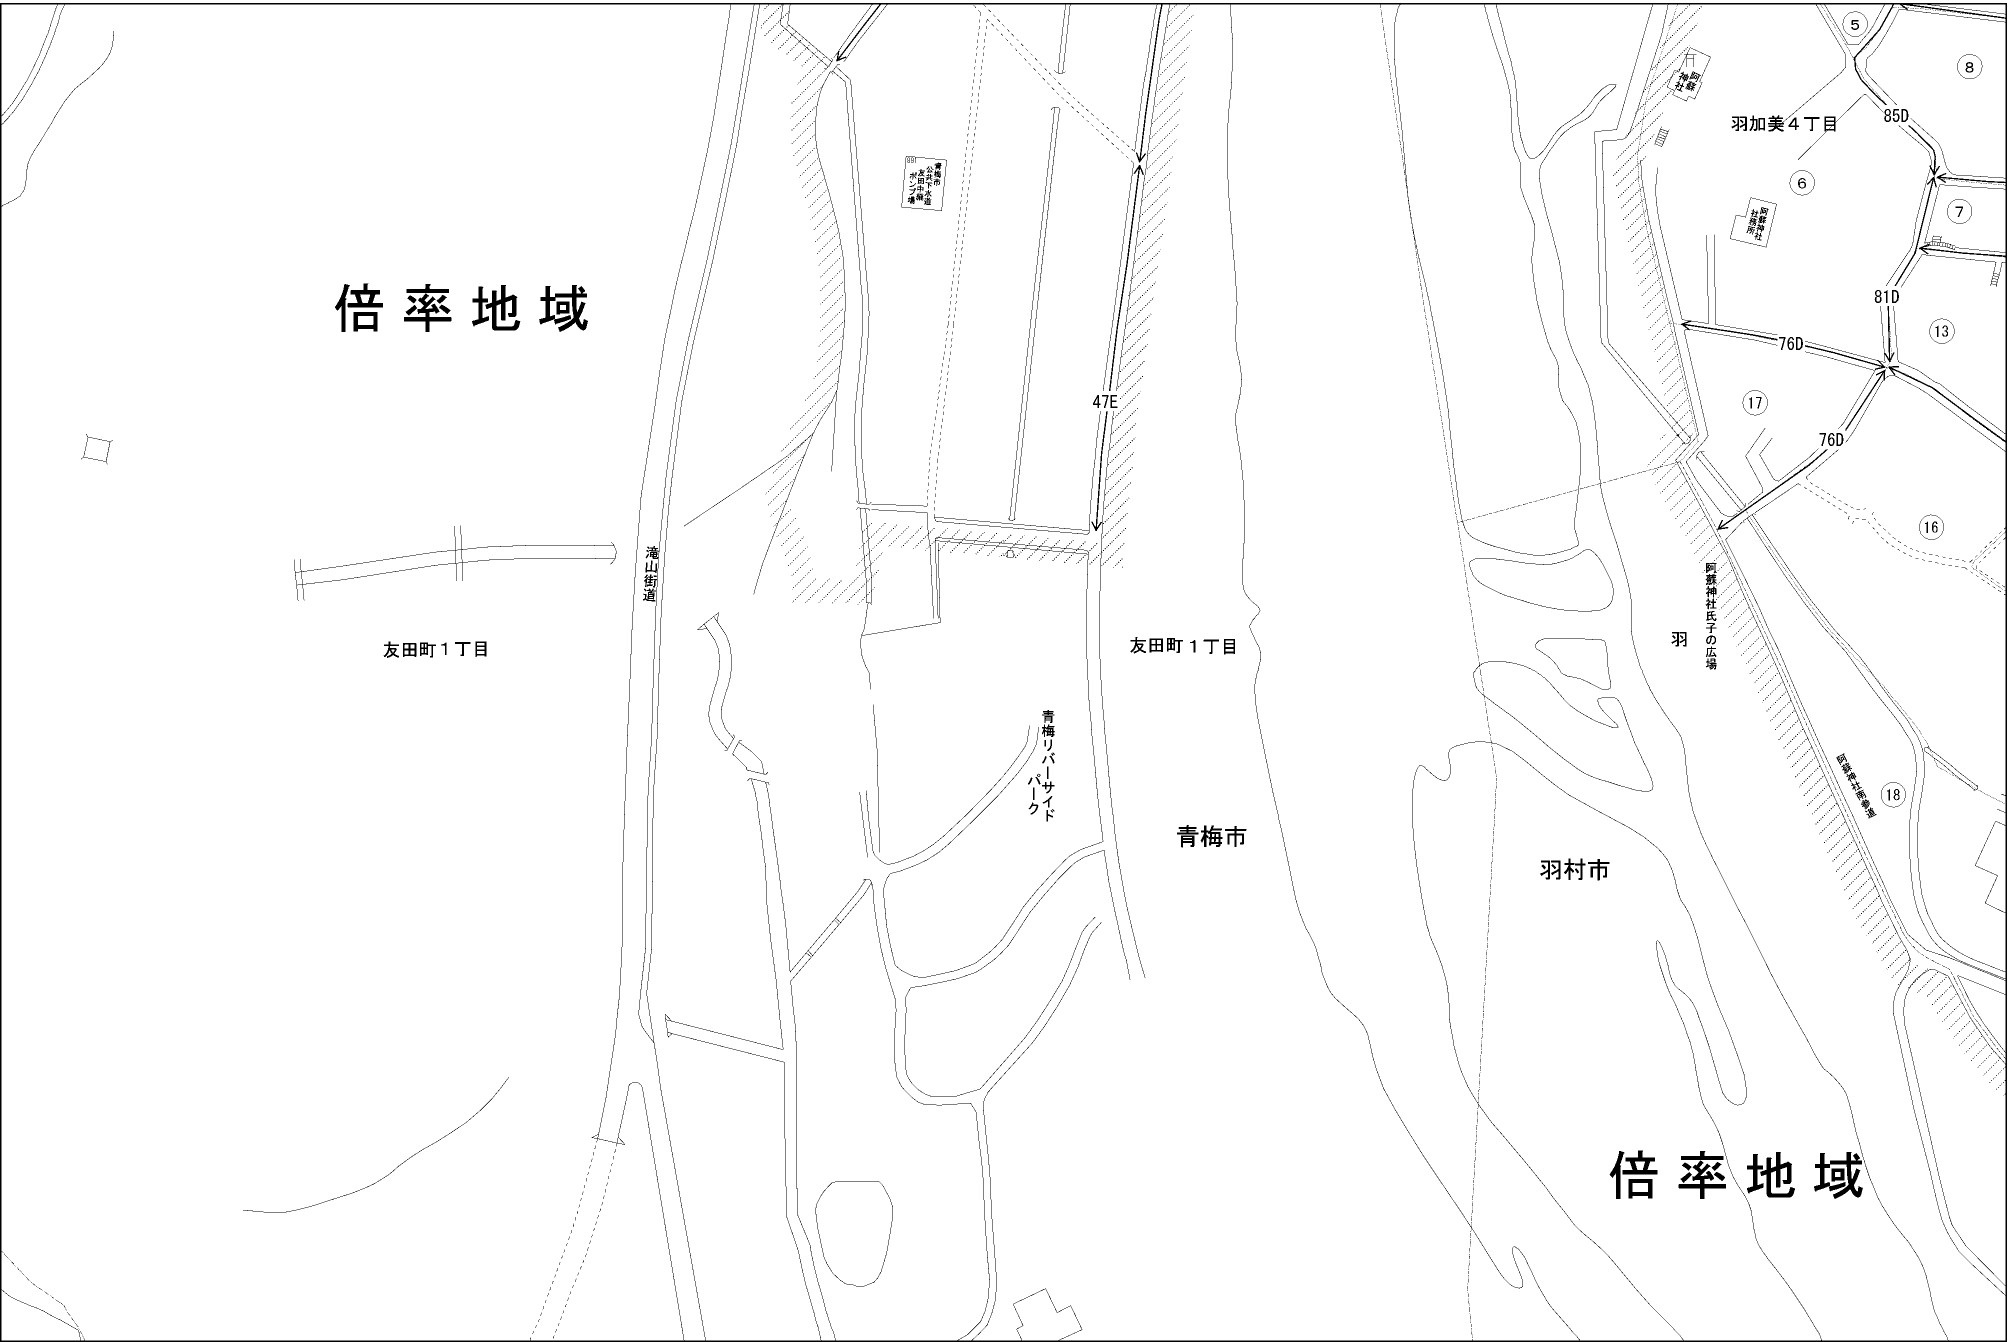 5
8
阿蘇
神社
85D
羽加美４丁目
99
青梅市
公共下水道
友田中継
ポンプ場
6
7
阿蘇神社
社務所
倍率地域
81D
13
76D
47E
17
76D
16
滝山街道
阿蘇神社氏子の広場
友田町１丁目
友田町１丁目
羽
青梅リバーサイド
パーク
阿蘇神社南参道
18
青梅市
羽村市
倍率地域